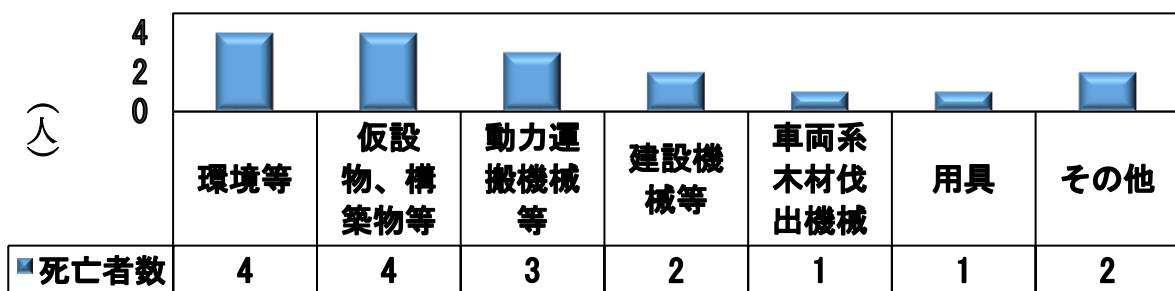 4
2
0
(人)
環境等
仮設
物、構
築物等
動力運
搬機械
等
建設機
械等
車両系
木材伐
出機械
用具
その他
死亡者数 4 4 3 2 1 1 2